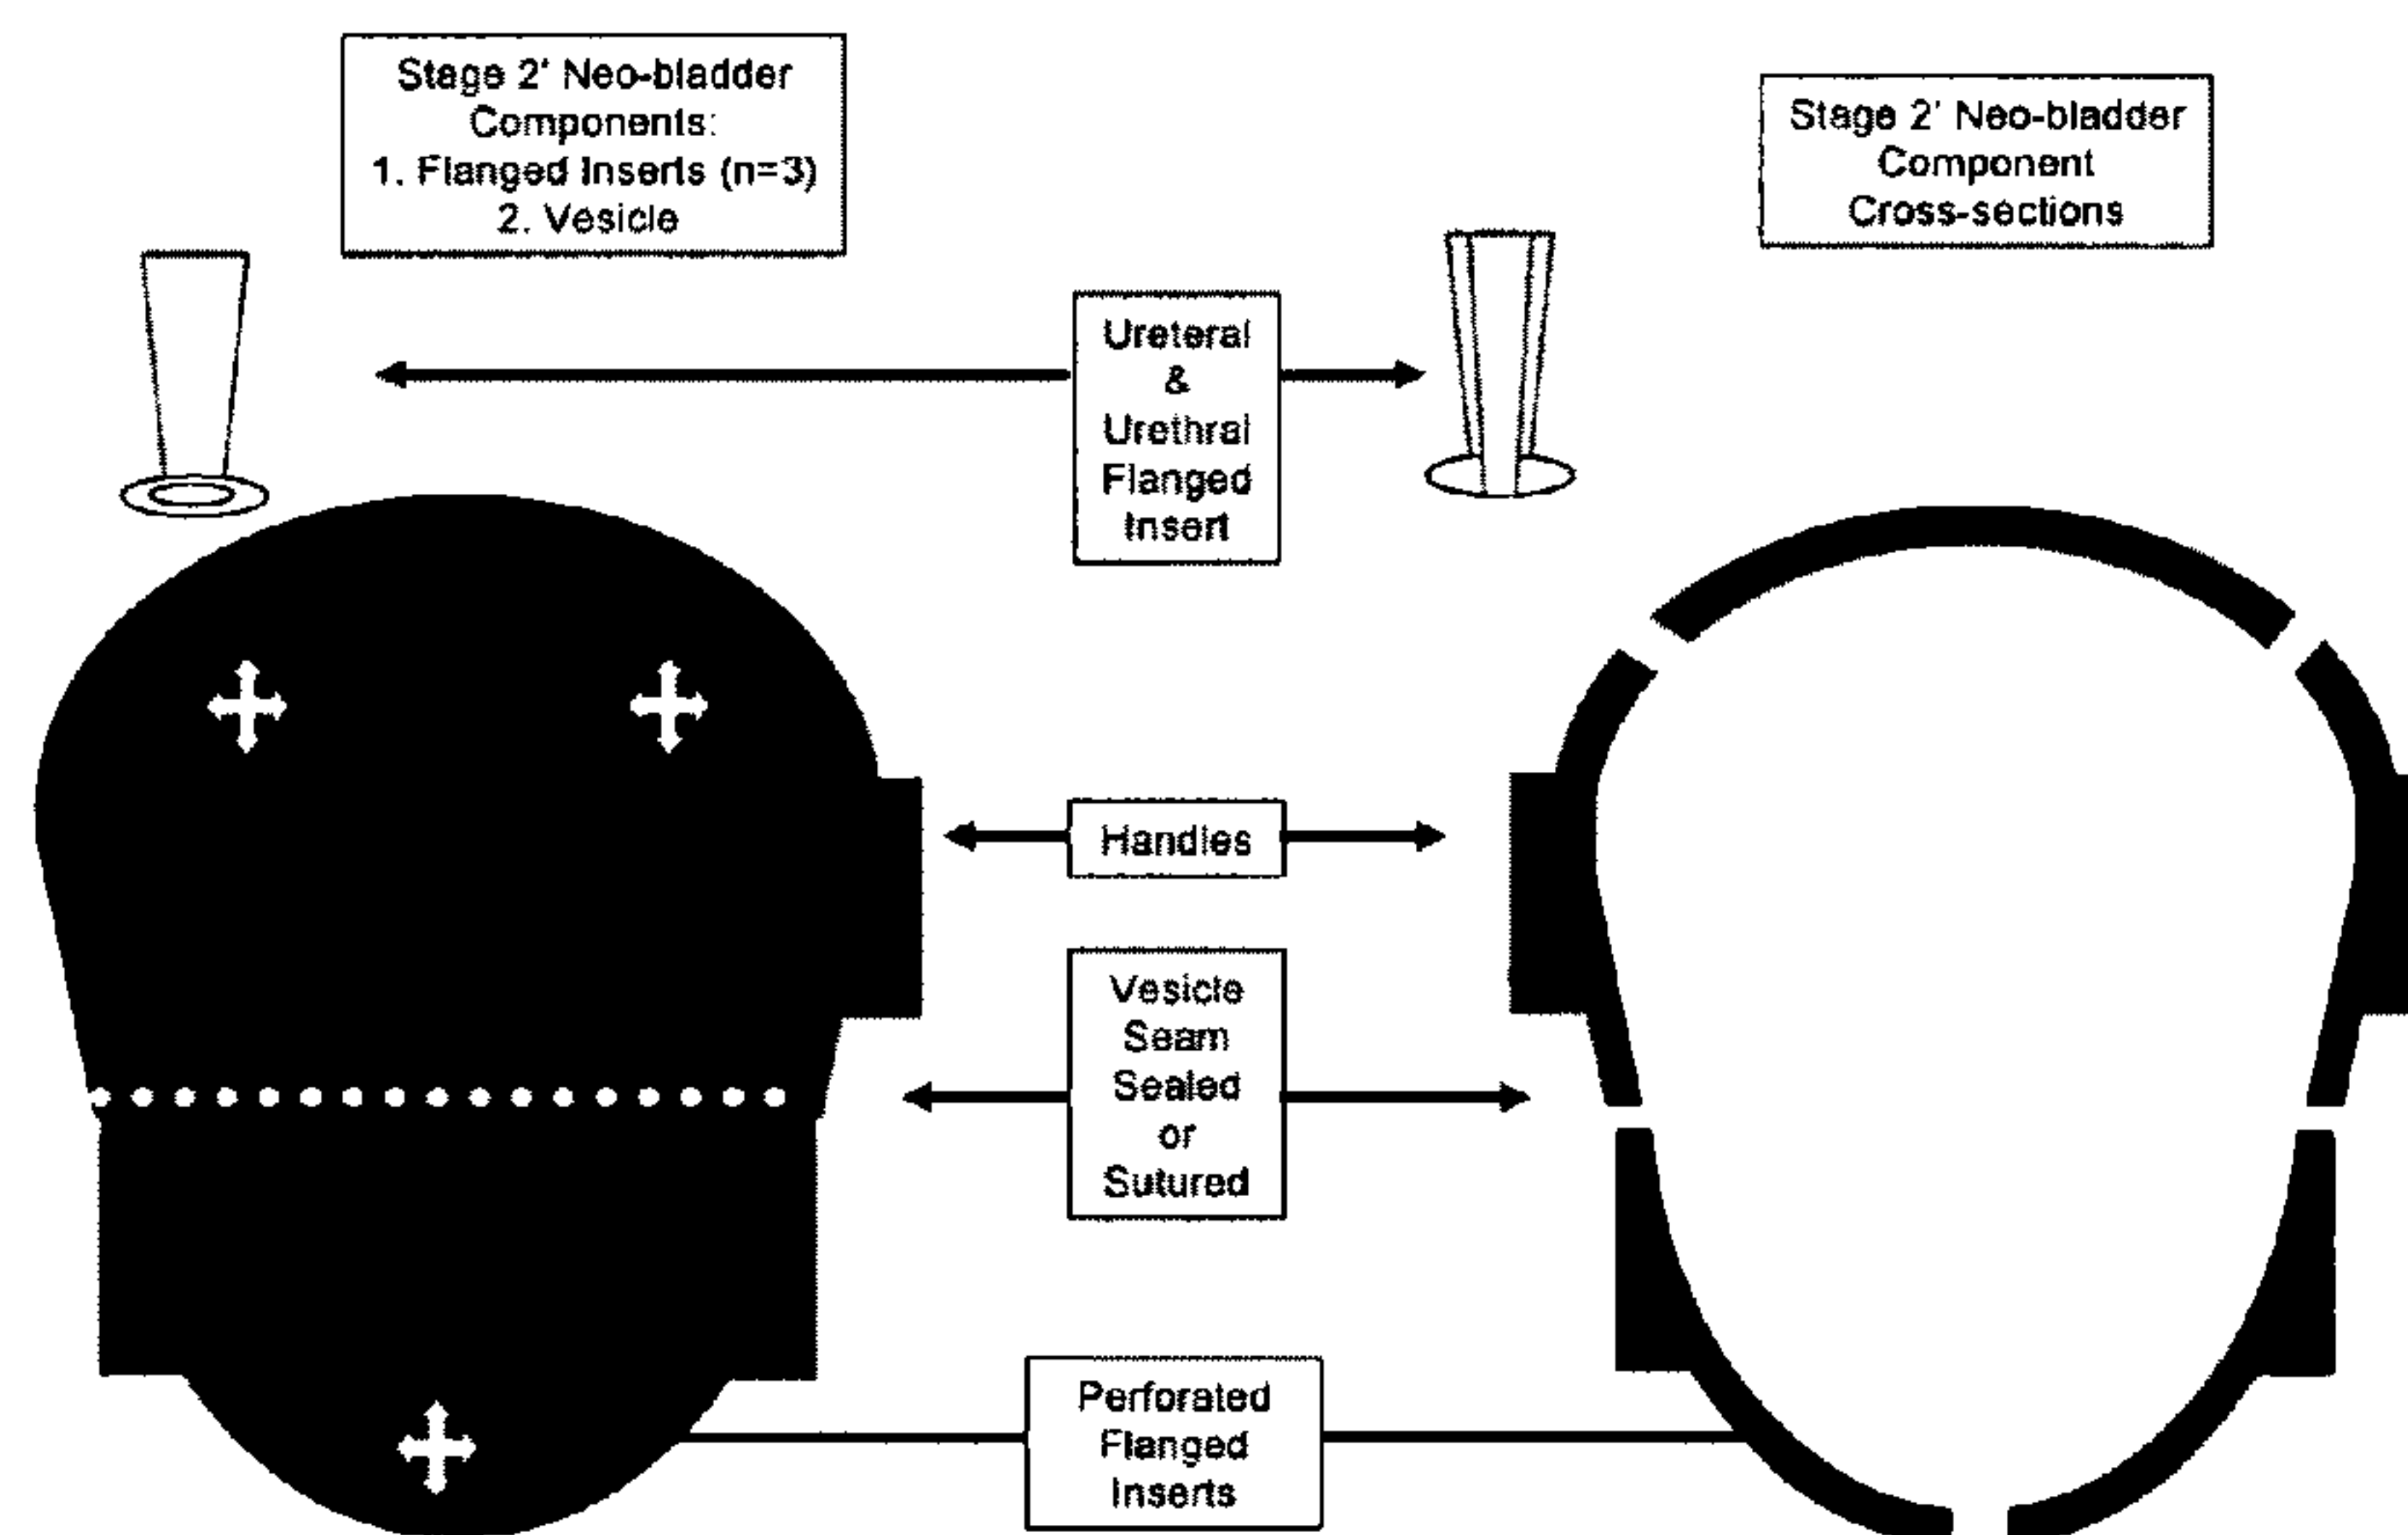 Stage 2' Neo-bladder
Components:
1. Flanged Inserts (n=3)
2. Vesicle
Stage 2' Neo-bladder
Component
Cross-sections
Ureteral
&
Urethral
Flanged
Insert
Handles
Vesicle
Seam
Sealed
or
Sutured
Perforated
Flanged
Inserts